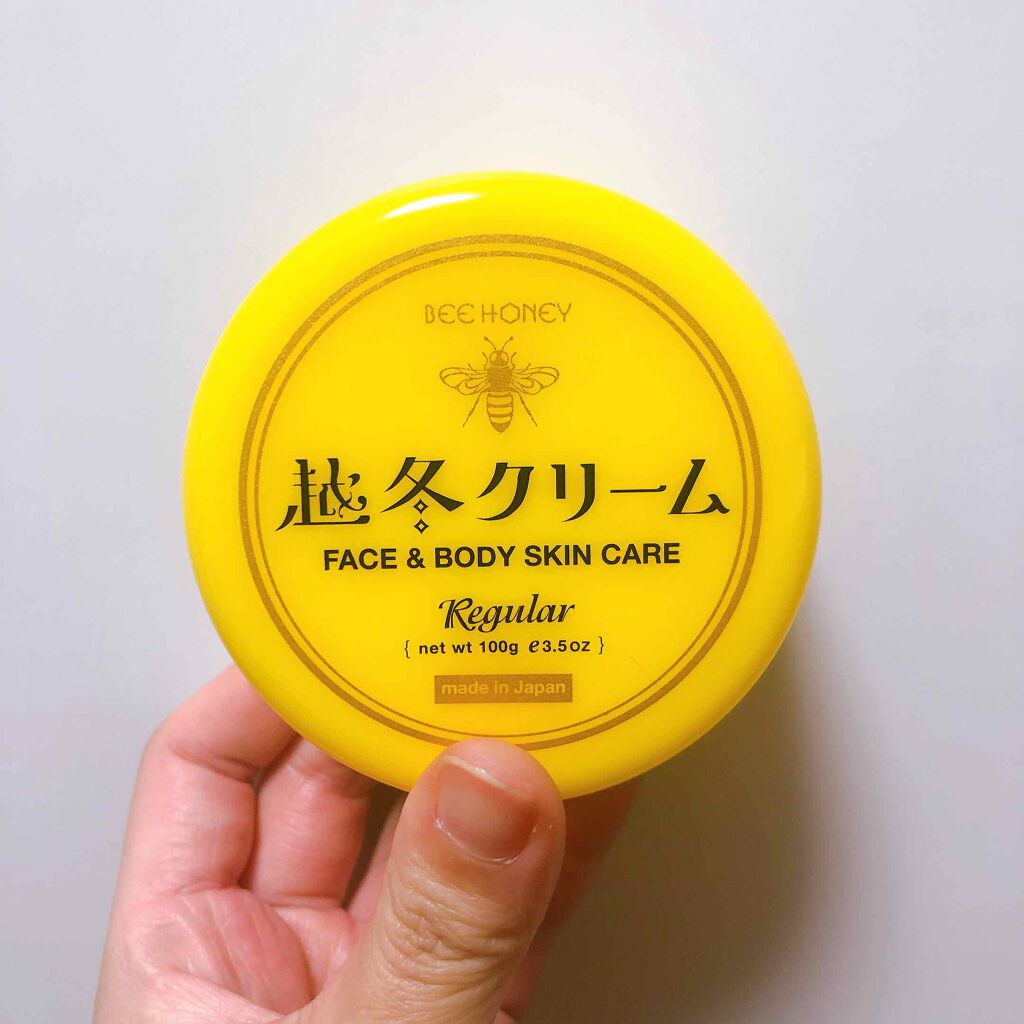 BEE HONEY
越冬クリーム
FACE & BODY SKIN CARE
Regular
{ net wt 100g ℮3.5oz }
made in Japan